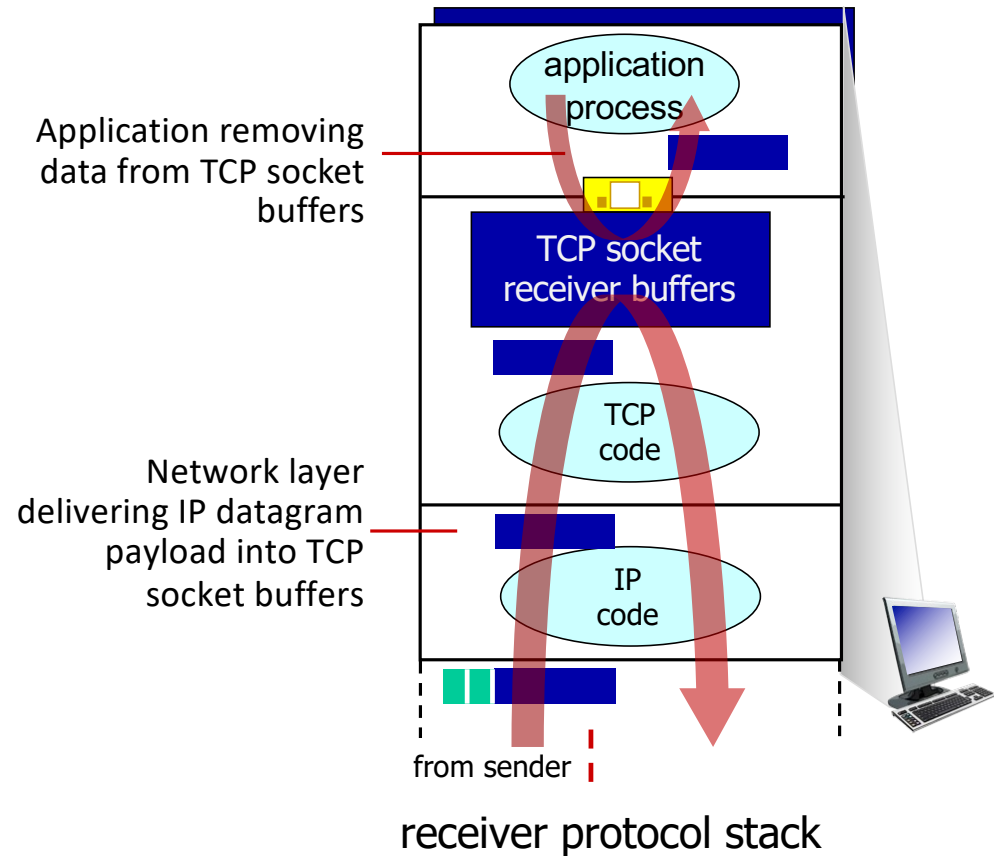 application
process
Application removing
data from TCP socket
buffers
TCP socket
receiver buffers
TCP
code
Network layer
delivering IP datagram
payload into TCP
socket buffers
IP
code
from sender
receiver protocol stack